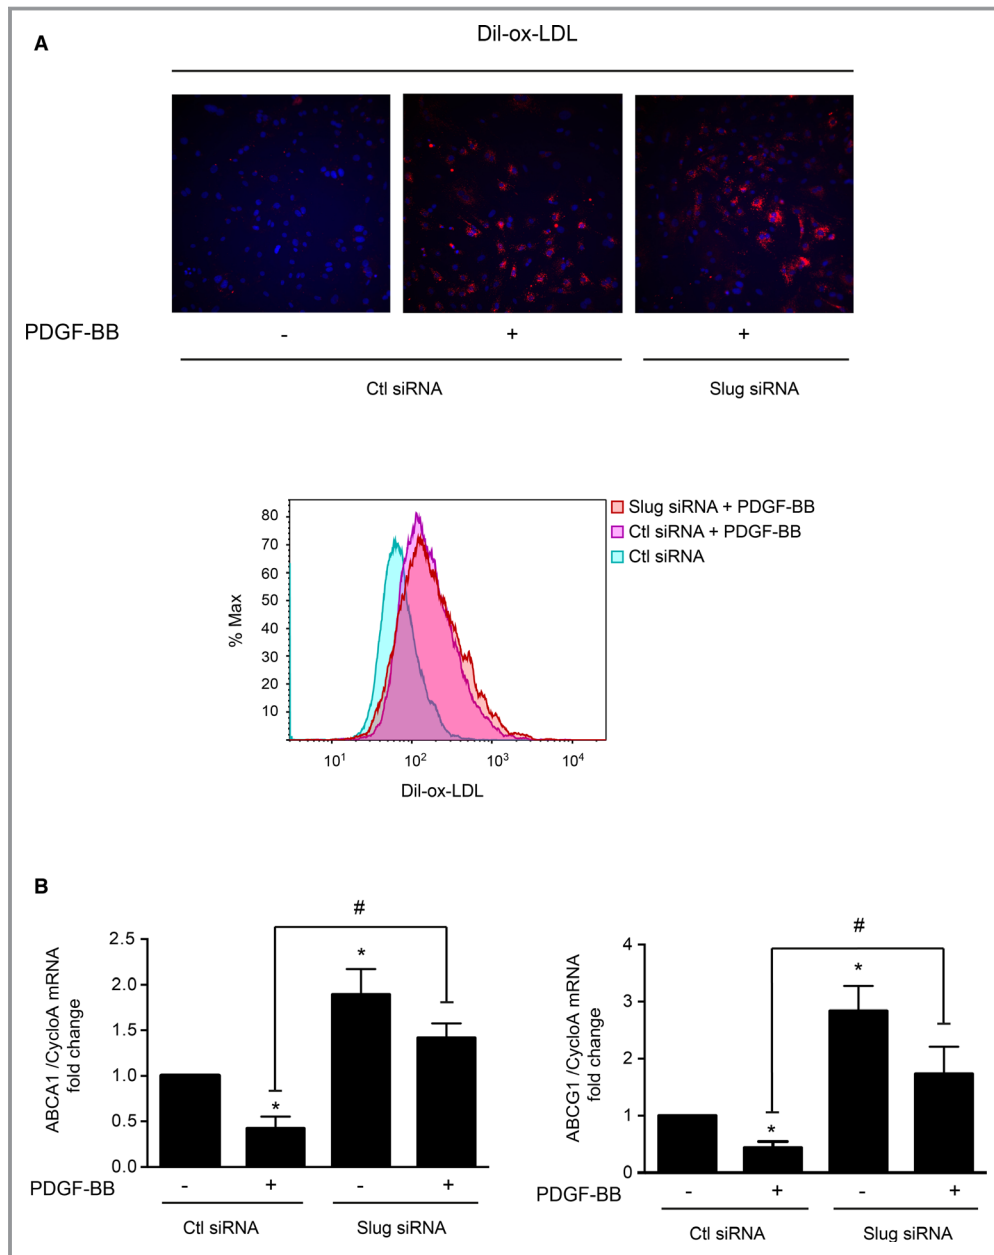 A
Dil-ox-LDL
PDGF-BB
- + +
Ctl siRNA Slug siRNA
80
70
60
50
40
30
20
10
% Max
10¹ 10² 10³ 10⁴
Dil-ox-LDL
Slug siRNA + PDGF-BB
Ctl siRNA + PDGF-BB
Ctl siRNA
B
ABCA1 /CycloA mRNA
fold change
2.5
2.0
1.5
1.0
0.5
0.0
#
*
*
PDGF-BB - + - +
Ctl siRNA Slug siRNA
ABCG1 /CycloA mRNA
fold change
4
3
2
1
0
#
*
*
PDGF-BB - + - +
Ctl siRNA Slug siRNA